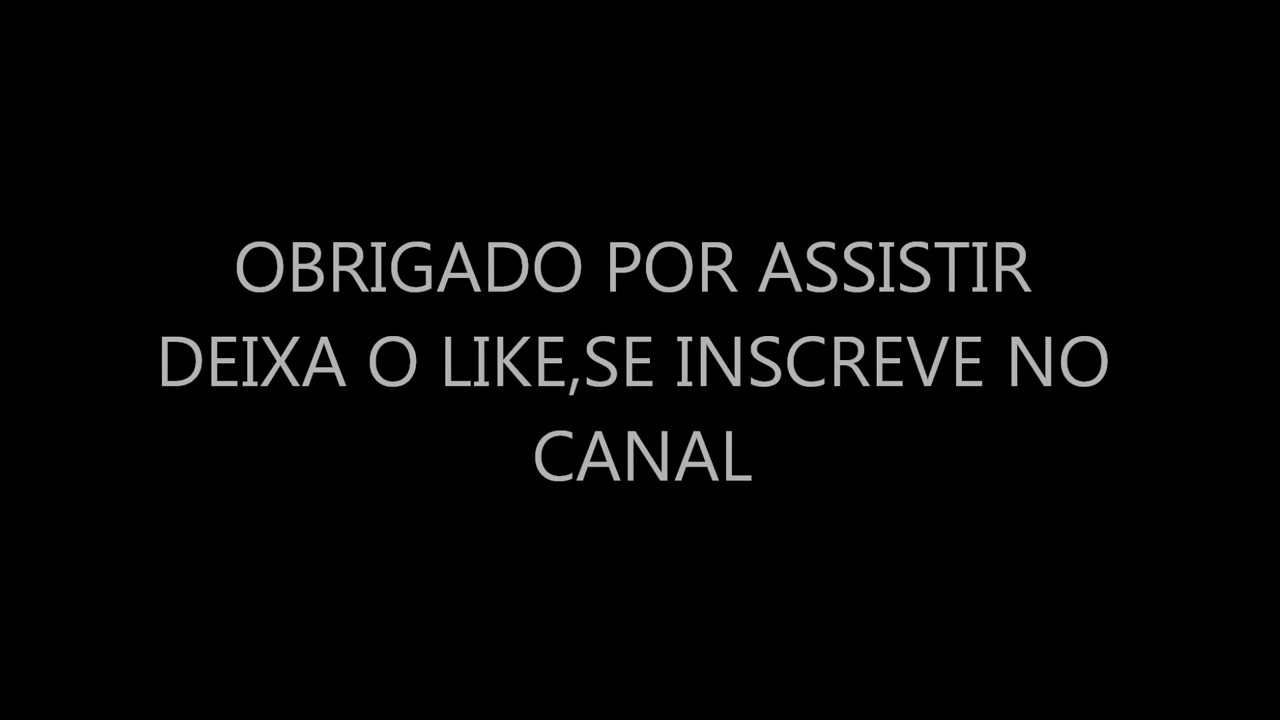 OBRIGADO POR ASSISTIR
DEIXA O LIKE,SE INSCREVE NO
CANAL